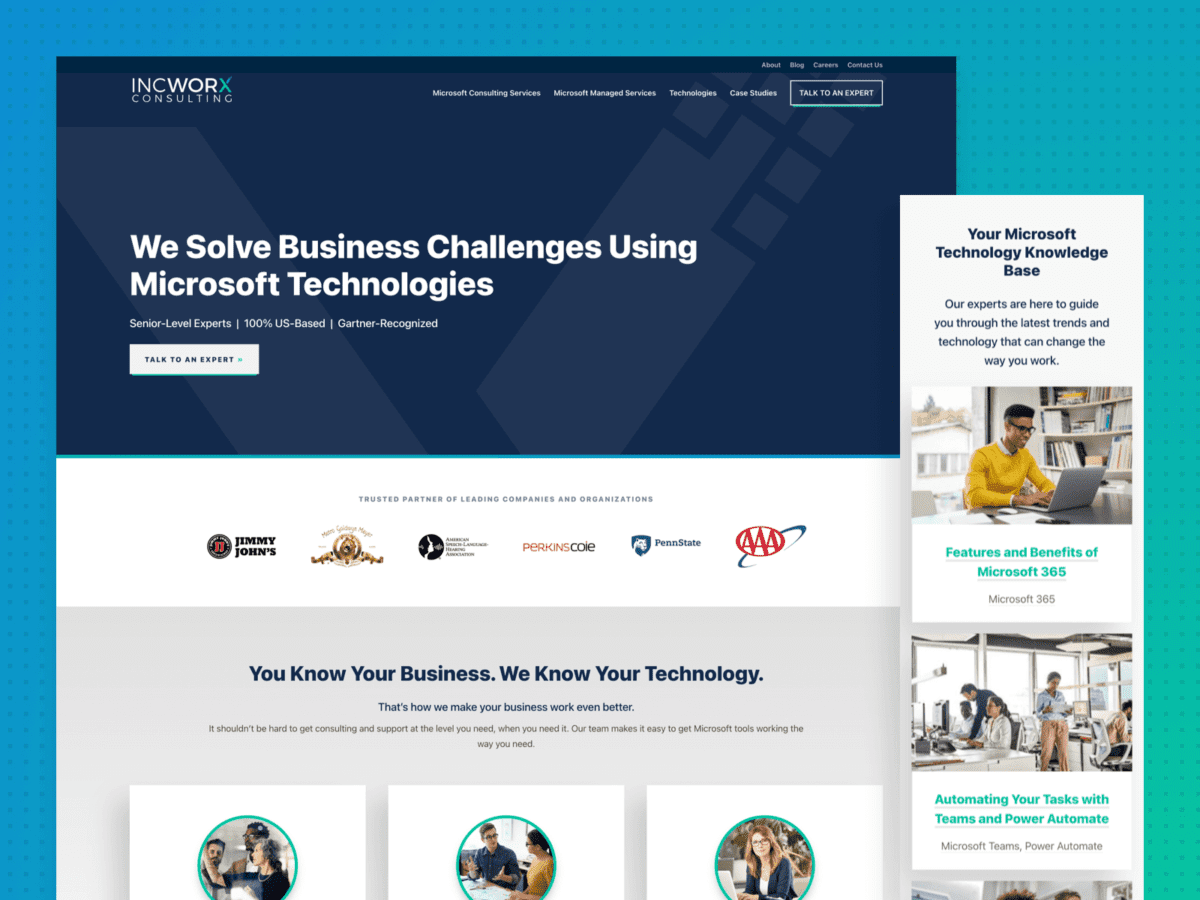 About Blog Careers Contact Us
INCWORX
CONSULTING
Microsoft Consulting Services Microsoft Managed Services Technologies Case Studies TALK TO AN EXPERT
We Solve Business Challenges Using
Microsoft Technologies
Senior-Level Experts | 100% US-Based | Gartner-Recognized
TALK TO AN EXPERT »
TRUSTED PARTNER OF LEADING COMPANIES AND ORGANIZATIONS
JIMMY
JOHN'S
Metro Goldwyn Mayer
AMERICAN
SPEECH-LANGUAGE-
HEARING
ASSOCIATION
PERKINSCOIE
PennState
AAA
You Know Your Business. We Know Your Technology.
That's how we make your business work even better.
It shouldn't be hard to get consulting and support at the level you need, when you need it. Our team makes it easy to get Microsoft tools working the
way you need.
Your Microsoft
Technology Knowledge
Base
Our experts are here to guide
you through the latest trends and
technology that can change the
way you work.
Features and Benefits of
Microsoft 365
Microsoft 365
Automating Your Tasks with
Teams and Power Automate
Microsoft Teams, Power Automate